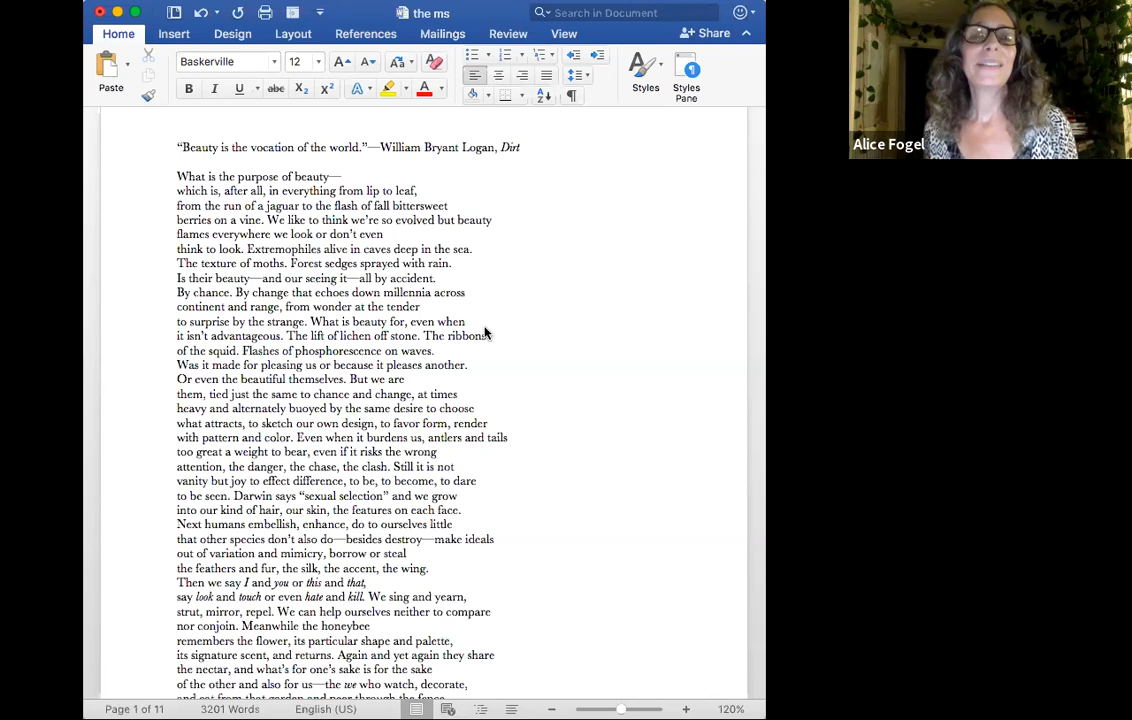 the ms
Search in Document
Home Insert Design Layout References Mailings Review View Share
Paste
Baskerville 12
Styles
Styles Pane
“Beauty is the vocation of the world.”—William Bryant Logan, Dirt
What is the purpose of beauty—
which is, after all, in everything from lip to leaf,
from the run of a jaguar to the flash of fall bittersweet
berries on a vine. We like to think we’re so evolved but beauty
flames everywhere we look or don’t even
think to look. Extremophiles alive in caves deep in the sea.
The texture of moths. Forest sedges sprayed with rain.
Is their beauty—and our seeing it—all by accident.
By chance. By change that echoes down millennia across
continent and range, from wonder at the tender
to surprise by the strange. What is beauty for, even when
it isn’t advantageous. The lift of lichen off stone. The ribbons
of the squid. Flashes of phosphorescence on waves.
Was it made for pleasing us or because it pleases another.
Or even the beautiful themselves. But we are
them, tied just the same to chance and change, at times
heavy and alternately buoyed by the same desire to choose
what attracts, to sketch our own design, to favor form, render
with pattern and color. Even when it burdens us, antlers and tails
too great a weight to bear, even if it risks the wrong
attention, the danger, the chase, the clash. Still it is not
vanity but joy to effect difference, to be, to become, to dare
to be seen. Darwin says “sexual selection” and we grow
into our kind of hair, our skin, the features on each face.
Next humans embellish, enhance, do to ourselves little
that other species don’t also do—besides destroy—make ideals
out of variation and mimicry, borrow or steal
the feathers and fur, the silk, the accent, the wing.
Then we say I and you or this and that,
say look and touch or even hate and kill. We sing and yearn,
strut, mirror, repel. We can help ourselves neither to compare
nor conjoin. Meanwhile the honeybee
remembers the flower, its particular shape and palette,
its signature scent, and returns. Again and yet again they share
the nectar, and what’s for one’s sake is for the sake
of the other and also for us—the we who watch, decorate,
and eat from that garden and peer through the fence
Page 1 of 11 3201 Words English (US) 120%
Alice Fogel